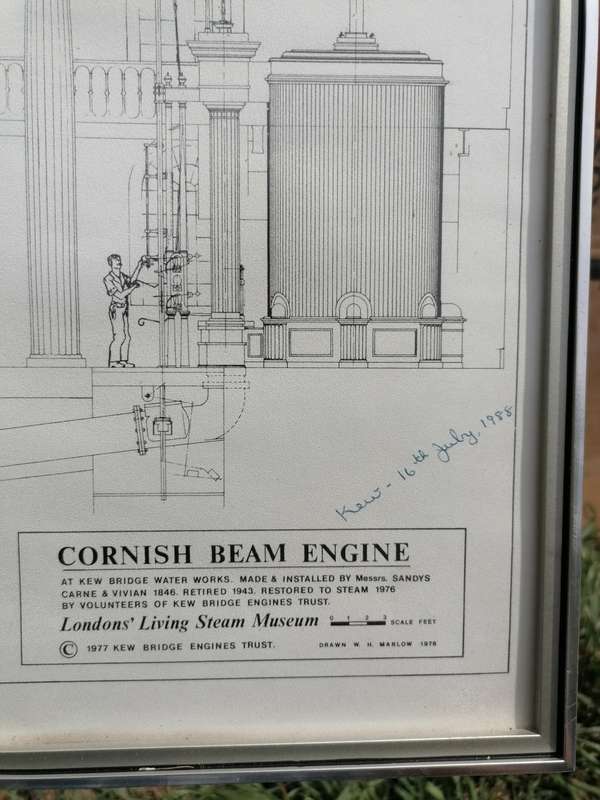 Kew - 16th July, 1988
CORNISH BEAM ENGINE
AT KEW BRIDGE WATER WORKS. MADE & INSTALLED BY Messrs. SANDYS
CARNE & VIVIAN 1846. RETIRED 1943. RESTORED TO STEAM 1976
BY VOLUNTEERS OF KEW BRIDGE ENGINES TRUST.
Londons' Living Steam Museum 0 1 2 3 SCALE FEET
© 1977 KEW BRIDGE ENGINES TRUST. DRAWN W. H. MARLOW 1976